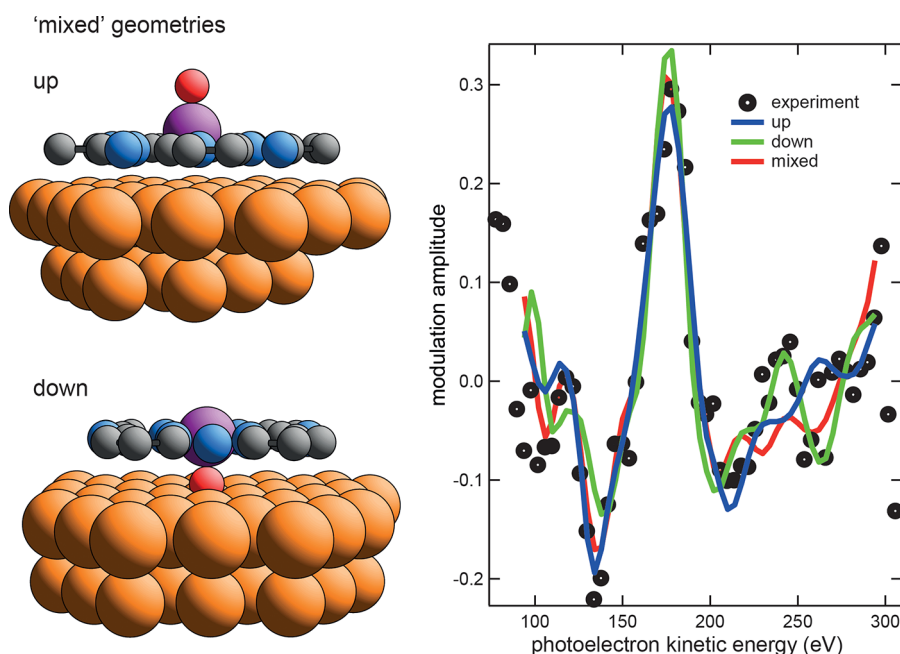 ‘mixed’ geometries
up
down
modulation amplitude
0.3
0.2
0.1
0.0
-0.1
-0.2
experiment
up
down
mixed
100
150
200
250
300
photoelectron kinetic energy (eV)